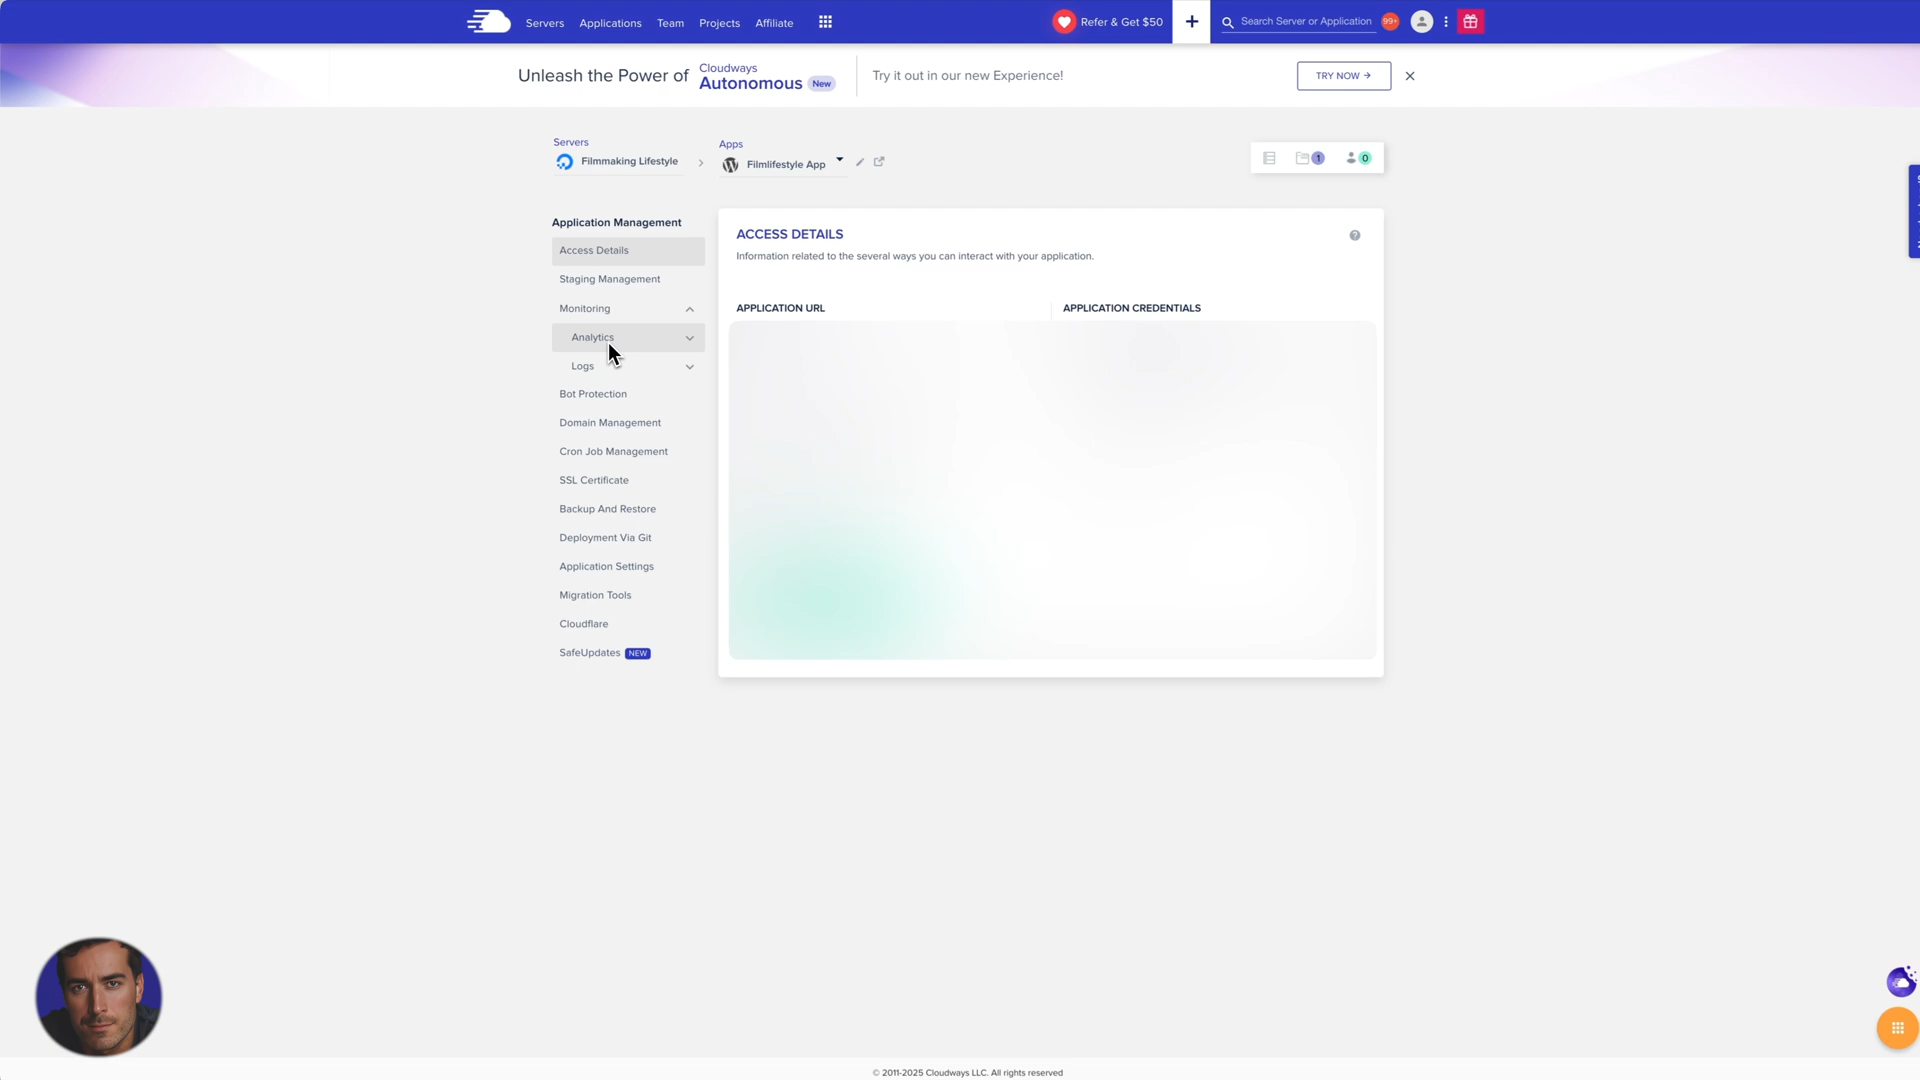 Servers
Applications
Team
Projects
Affiliate
Refer & Get $50
Search Server or Application
99+
Unleash the Power of
Cloudways
Autonomous New
Try it out in our new Experience!
TRY NOW →
Servers
Filmmaking Lifestyle
Apps
Filmlifestyle App
1
0
Application Management
Access Details
Staging Management
Monitoring
Analytics
Logs
Bot Protection
Domain Management
Cron Job Management
SSL Certificate
Backup And Restore
Deployment Via Git
Application Settings
Migration Tools
Cloudflare
SafeUpdates NEW
ACCESS DETAILS
Information related to the several ways you can interact with your application.
APPLICATION URL
APPLICATION CREDENTIALS
© 2011-2025 Cloudways LLC. All rights reserved